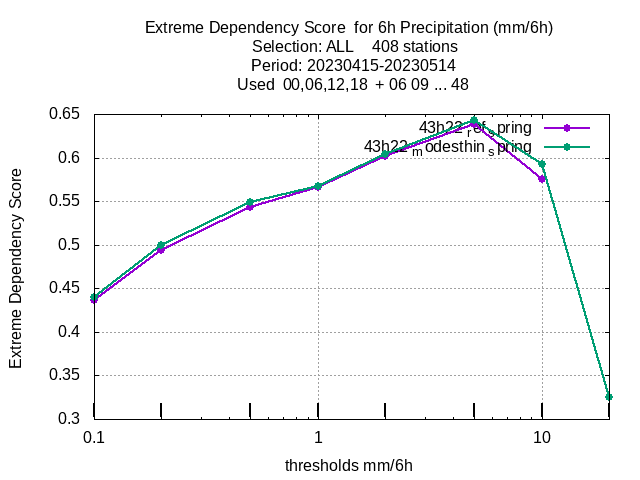 Extreme Dependency Score for 6h Precipitation (mm/6h)
Selection: ALL 408 stations
Period: 20230415-20230514
Used 00,06,12,18 + 06 09 ... 48
43h22_ref_spring
43h22_modesthin_spring
Extreme Dependency Score
0.65
0.6
0.55
0.5
0.45
0.4
0.35
0.3
0.1 1 10
thresholds mm/6h